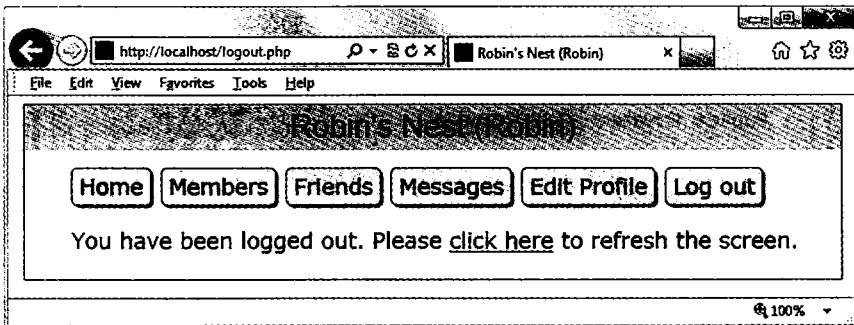 http://localhost/logout.php
Robin's Nest (Robin)
File Edit View Favorites Tools Help
Robin's Nest (Robin)
Home Members Friends Messages Edit Profile Log out
You have been logged out. Please click here to refresh the screen.
100%